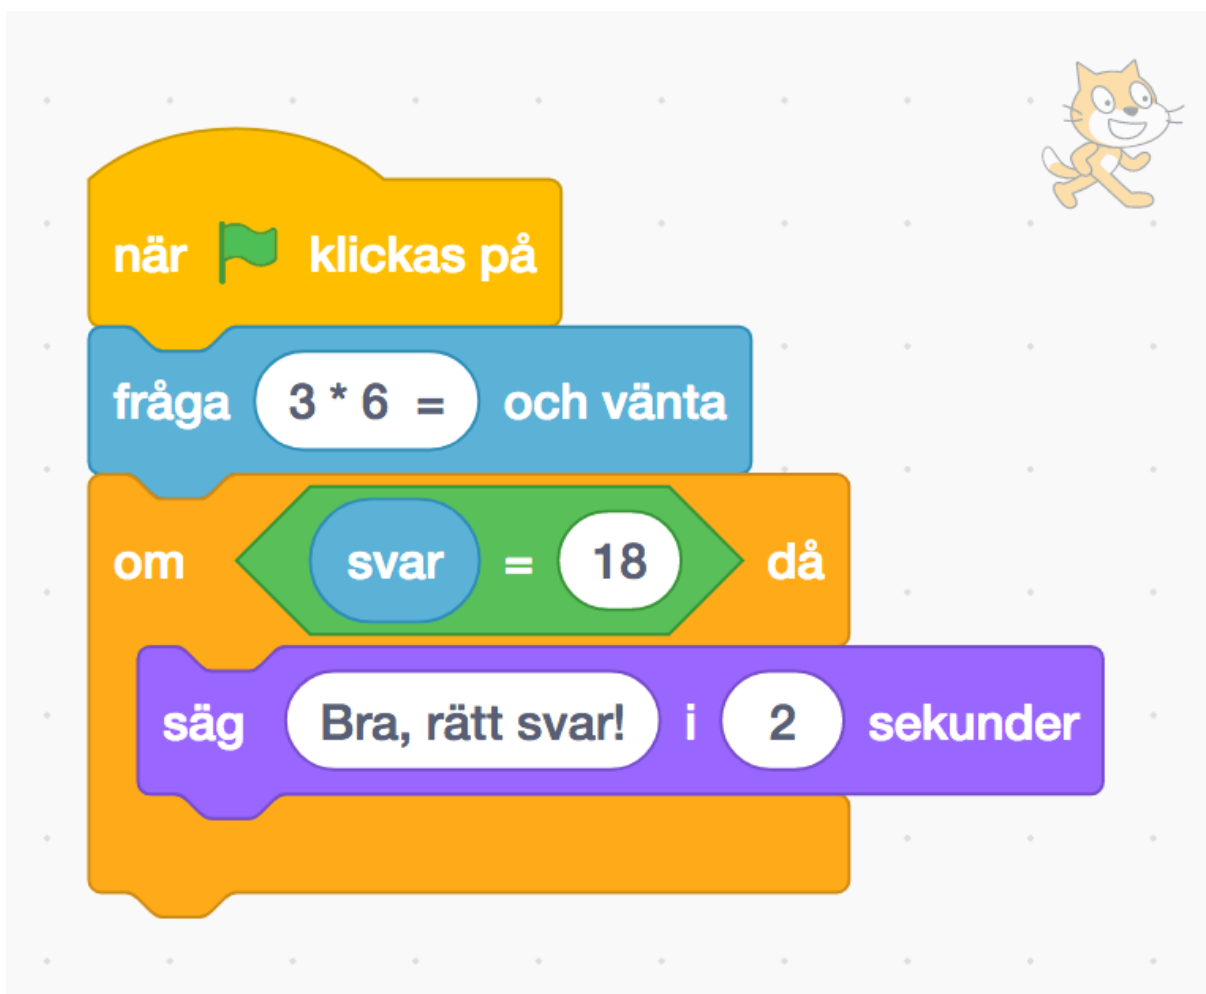 när klickas på
fråga 3 * 6 = och vänta
om svar = 18 då
säg Bra, rätt svar! i 2 sekunder